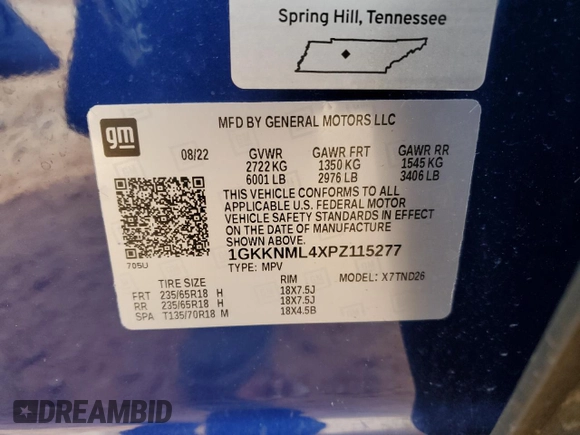 Spring Hill, Tennessee
gm
MFD BY GENERAL MOTORS LLC
08/22 GVWR GAWR FRT GAWR RR
2722 KG 1350 KG 1545 KG
6001 LB 2976 LB 3406 LB
THIS VEHICLE CONFORMS TO ALL
APPLICABLE U.S. FEDERAL MOTOR
VEHICLE SAFETY STANDARDS IN EFFECT
ON THE DATE OF MANUFACTURE
SHOWN ABOVE.
705U
1GKKNML4XPZ115277
TYPE: MPV MODEL: X7TND26
TIRE SIZE RIM
FRT 235/65R18 H 18X7.5J
RR 235/65R18 H 18X7.5J
SPA T135/70R18 M 18X4.5B
DREAMBID